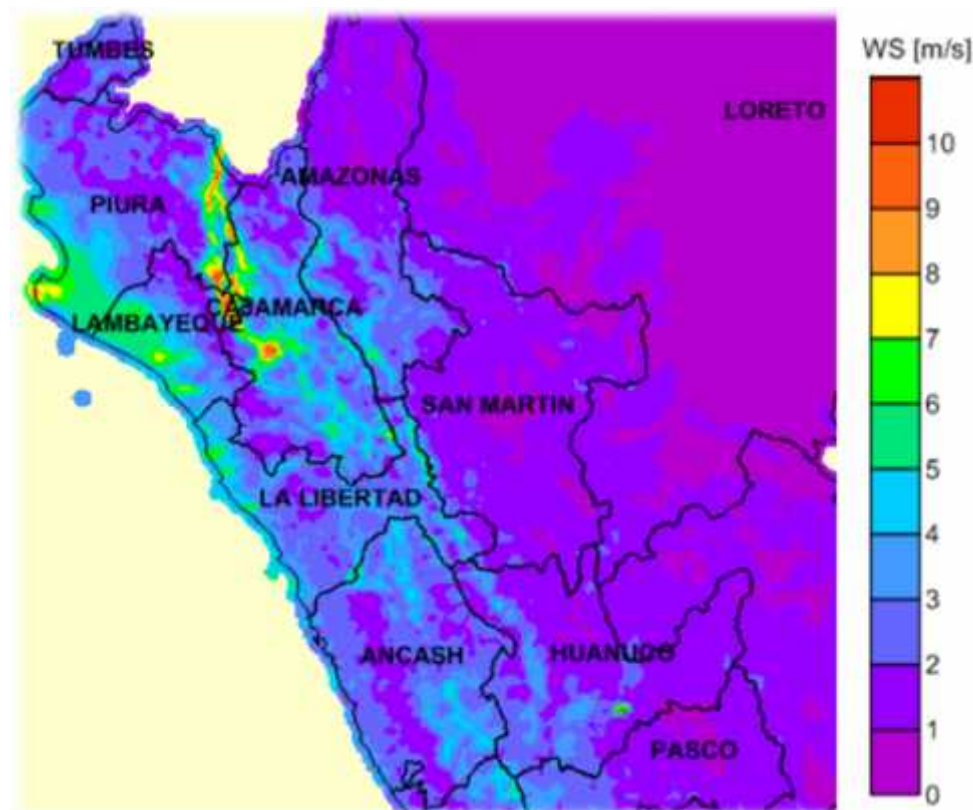 TUMBES
WS [m/s]
LORETO
10
AMAZONAS
PIURA
9
8
CAJAMARCA
LAMBAYEQUE
7
6
SAN MARTIN
5
LA LIBERTAD
4
3
ANCASH
HUANUCO
2
PASCO
1
0